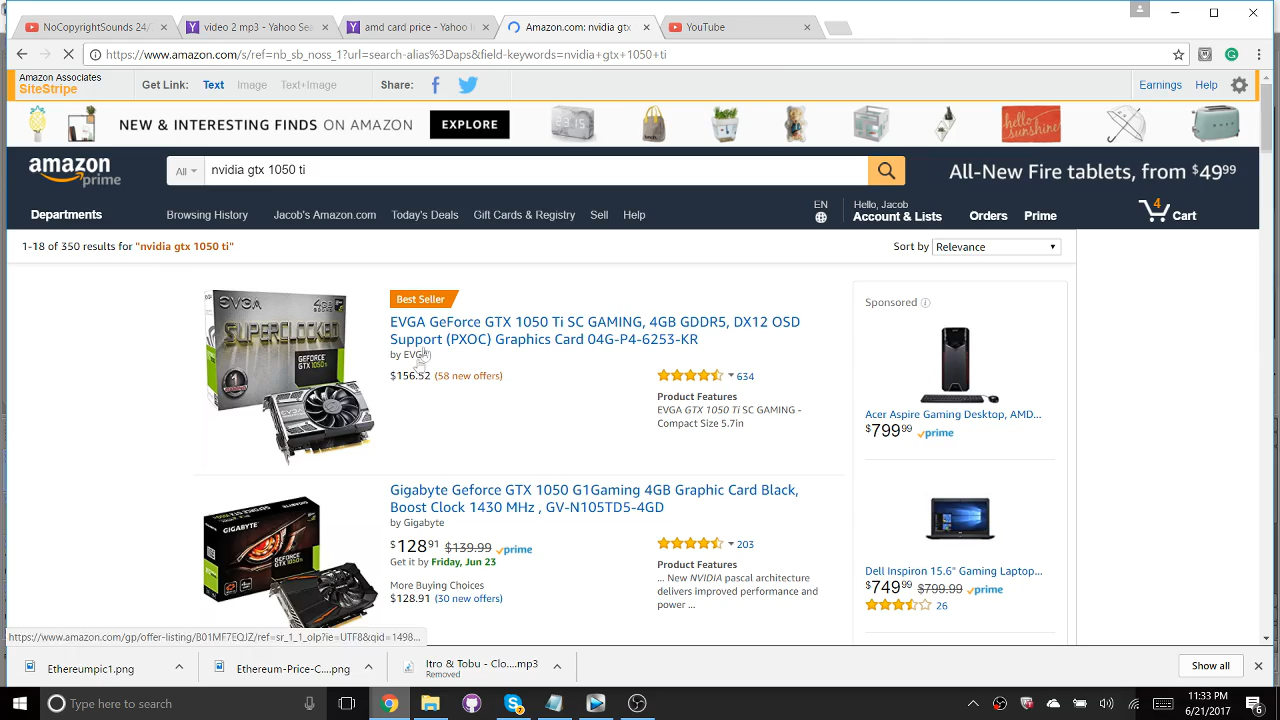 NoCopyrightSounds 24/
video 2 mp3 - Yahoo Sea
amd card price - Yahoo I
Amazon.com: nvidia gtx
YouTube
https://www.amazon.com/s/ref=nb_sb_noss_1?url=search-alias%3Daps&field-keywords=nvidia+gtx+1050+ti
Amazon Associates
SiteStripe
Get Link: Text Image Text+Image Share: Earnings Help
NEW & INTERESTING FINDS ON AMAZON EXPLORE
hello sunshine
amazon prime
All nvidia gtx 1050 ti
All-New Fire tablets, from $49.99
Departments Browsing History Jacob's Amazon.com Today's Deals Gift Cards & Registry Sell Help
EN
Hello, Jacob
Account & Lists Orders Prime 4 Cart
1-18 of 350 results for "nvidia gtx 1050 ti"
Sort by Relevance
Best Seller
EVGA GeForce GTX 1050 Ti SC GAMING, 4GB GDDR5, DX12 OSD
Support (PXOC) Graphics Card 04G-P4-6253-KR
by EVGA
$156.52 (58 new offers)
634
Product Features
EVGA GTX 1050 Ti SC GAMING -
Compact Size 5.7in
EVGA
SUPERCLOCKED
Gigabyte Geforce GTX 1050 G1Gaming 4GB Graphic Card Black,
Boost Clock 1430 MHz , GV-N105TD5-4GD
by Gigabyte
$128.91 $139.99 prime
Get it by Friday, Jun 23
More Buying Choices
$128.91 (30 new offers)
203
Product Features
... New NVIDIA pascal architecture
delivers improved performance and
power ...
GIGABYTE
Sponsored
Acer Aspire Gaming Desktop, AMD...
$799.99 prime
Dell Inspiron 15.6" Gaming Laptop...
$749.99 $799.99 prime
26
https://www.amazon.com/gp/offer-listing/B01MF7EQJZ/ref=sr_1_1_olp?ie=UTF8&qid=1498...
Ethereumpic1.png
Ethereum-Price-C....png
Itro & Tobu - Clo....mp3
Removed
Show all
Type here to search
11:33 PM
6/21/2017